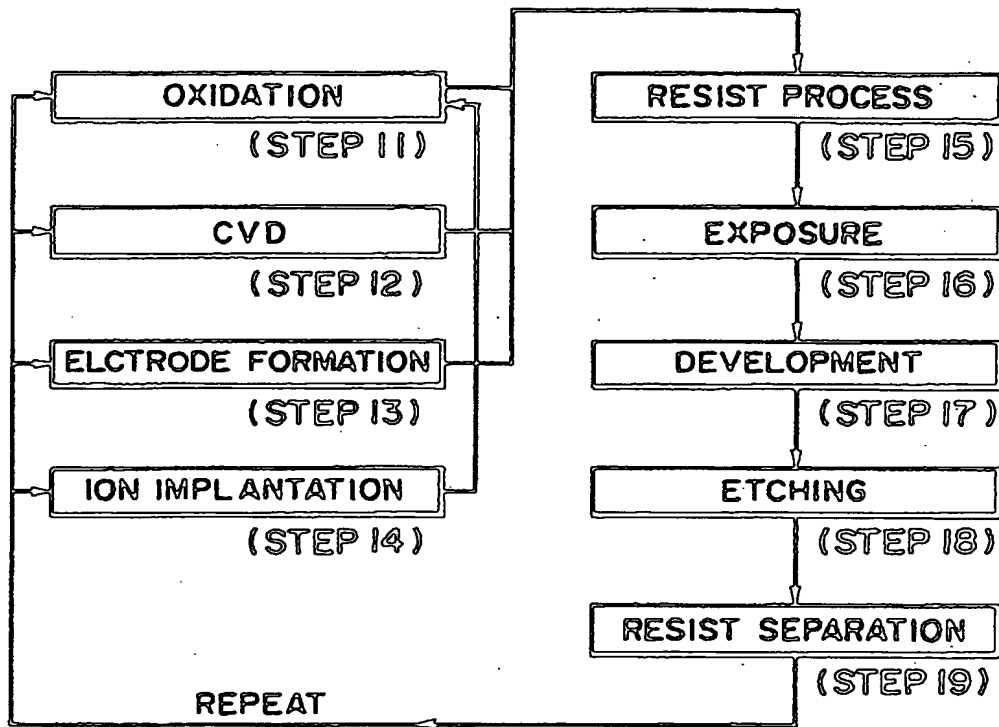 OXIDATION
(STEP 11)
CVD
(STEP 12)
ELCTRODE FORMATION
(STEP 13)
ION IMPLANTATION
(STEP 14)
RESIST PROCESS
(STEP 15)
EXPOSURE
(STEP 16)
DEVELOPMENT
(STEP 17)
ETCHING
(STEP 18)
RESIST SEPARATION
(STEP 19)
REPEAT